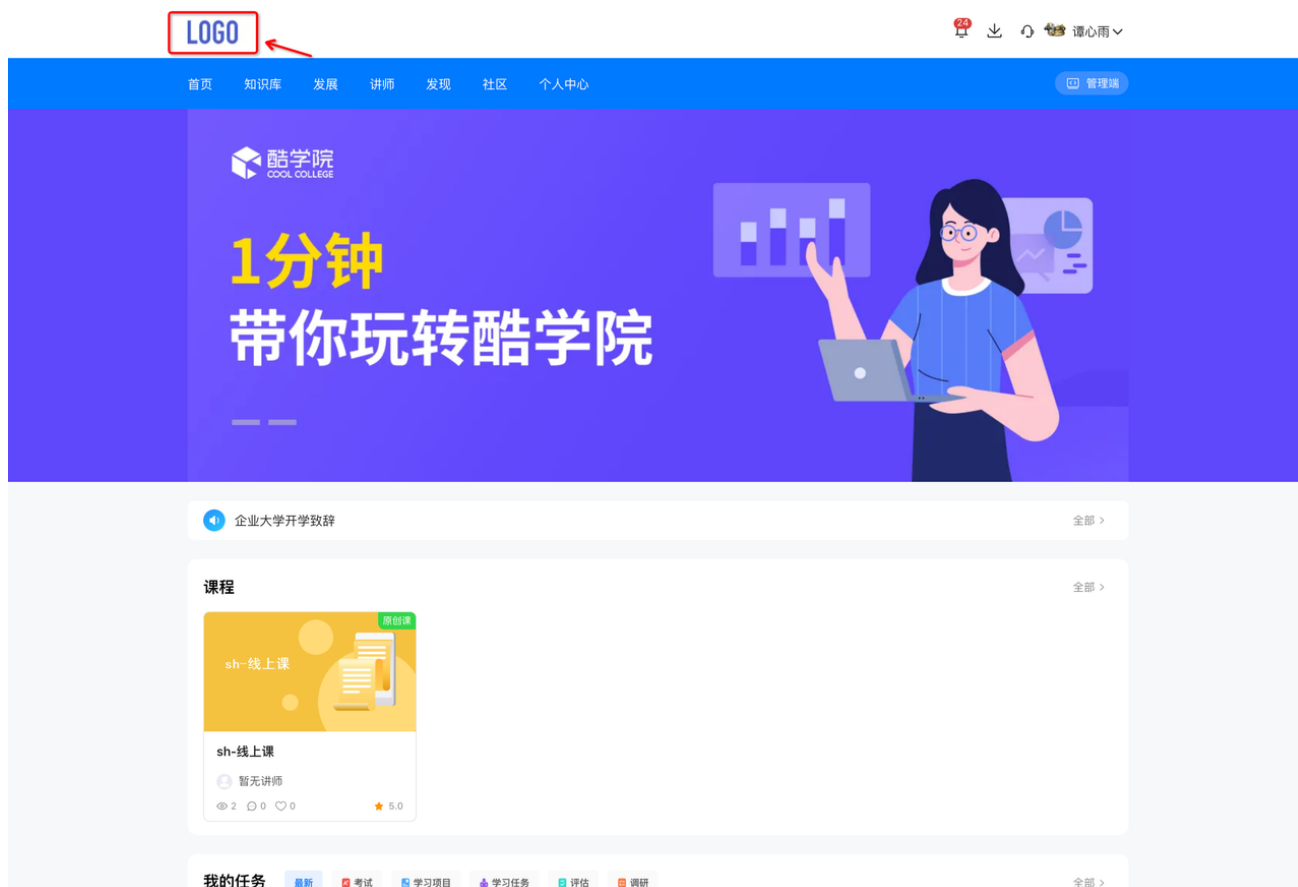 LOGO
24
谭心雨
首页 知识库 发展 讲师 发现 社区 个人中心 管理端
酷学院
COOL COLLEGE
1分钟
带你玩转酷学院
企业大学开学致辞 全部 >
课程 全部 >
原创课
sh-线上课
sh-线上课
暂无讲师
2 0 0 5.0
我的任务 最新 考试 学习项目 学习任务 评估 调研 全部 >